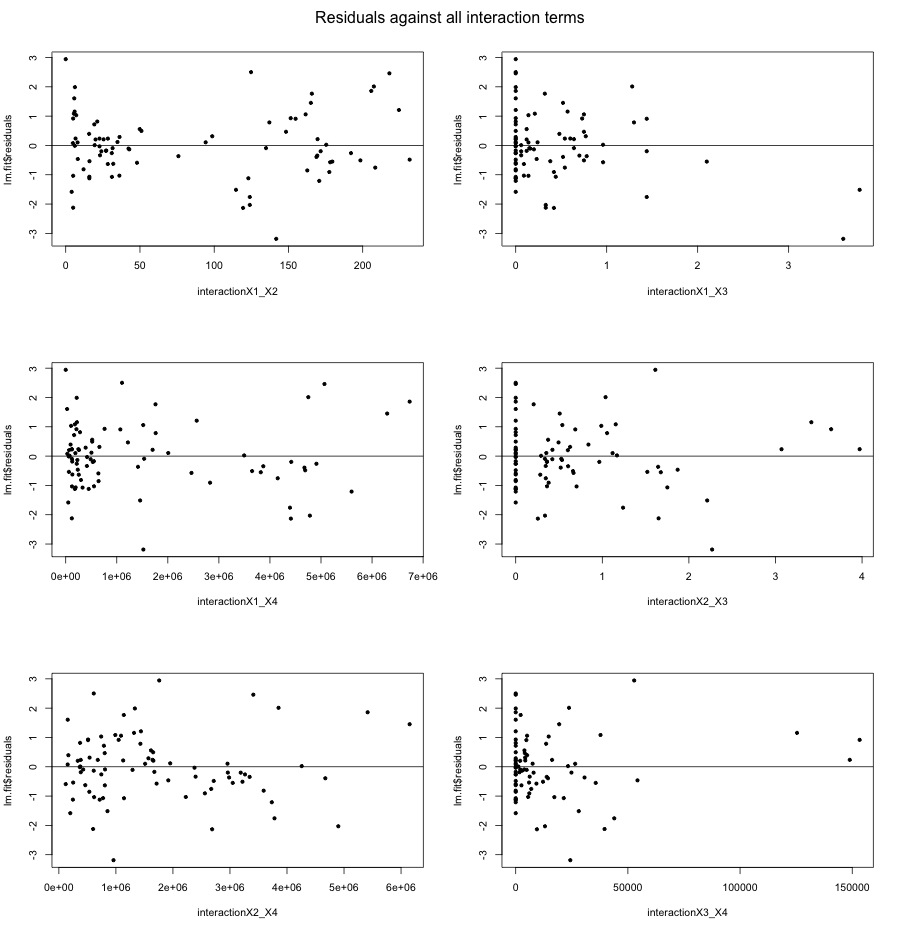 Residuals against all interaction terms
lm.fit$residuals
3
2
1
0
-1
-2
-3
0 50 100 150 200
interactionX1_X2
lm.fit$residuals
3
2
1
0
-1
-2
-3
0 1 2 3
interactionX1_X3
lm.fit$residuals
3
2
1
0
-1
-2
-3
0e+00 1e+06 2e+06 3e+06 4e+06 5e+06 6e+06 7e+06
interactionX1_X4
lm.fit$residuals
3
2
1
0
-1
-2
-3
0 1 2 3 4
interactionX2_X3
lm.fit$residuals
3
2
1
0
-1
-2
-3
0e+00 1e+06 2e+06 3e+06 4e+06 5e+06 6e+06
interactionX2_X4
lm.fit$residuals
3
2
1
0
-1
-2
-3
0 50000 100000 150000
interactionX3_X4